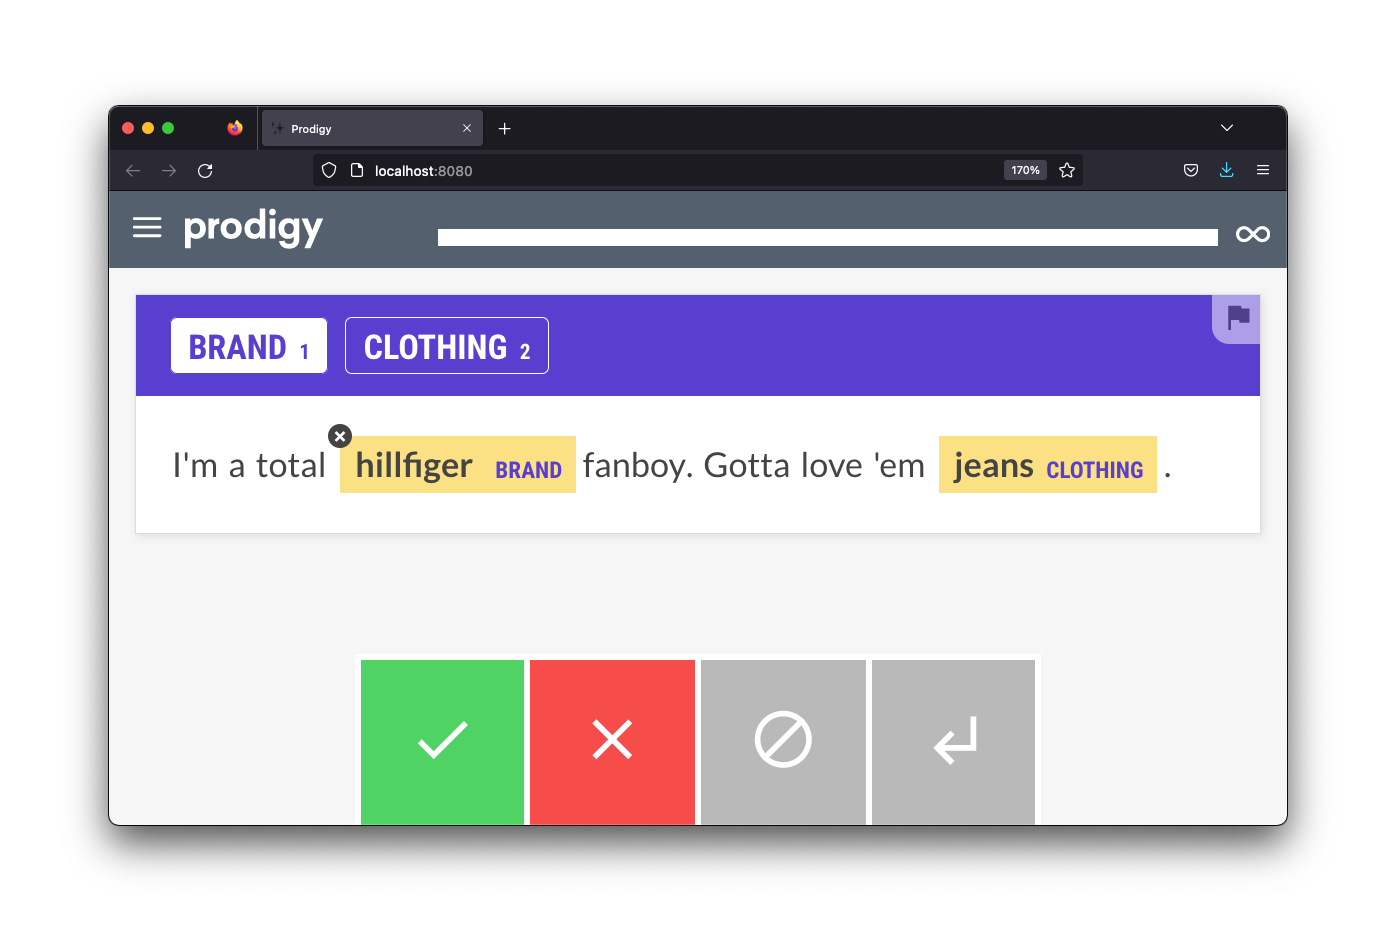 Prodigy
localhost:8080
170%
prodigy
BRAND 1
CLOTHING 2
I'm a total hillfiger BRAND fanboy. Gotta love 'em jeans CLOTHING .